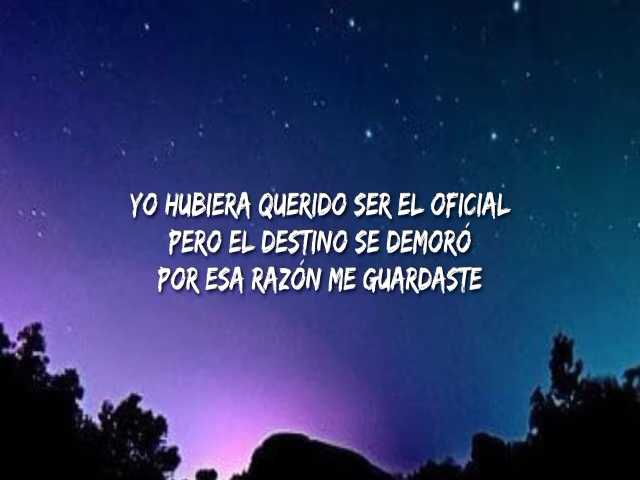 YO HUBIERA QUERIDO SER EL OFICIAL
PERO EL DESTINO SE DEMORÓ
POR ESA RAZÓN ME GUARDASTE